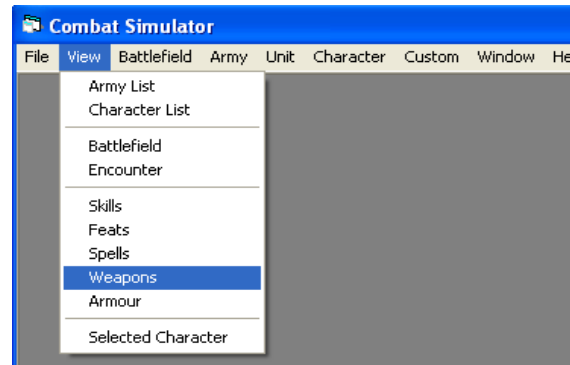 Combat Simulator
File View Battlefield Army Unit Character Custom Window He
Army List
Character List
Battlefield
Encounter
Skills
Feats
Spells
Weapons
Armour
Selected Character